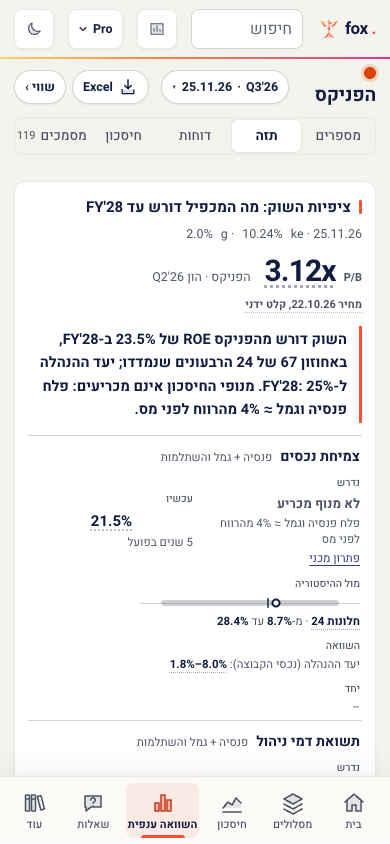 fox.
חיפוש
Pro
הפניקס
25.11.26 · Q3'26
Excel
שווי ›
מספרים
תזה
דוחות
חיסכון
מסמכים 119
ציפיות השוק: מה המכפיל דורש עד FY'28
25.11.26 · ke 10.24% · g 2.0%
P/B 3.12x הפניקס · הון Q2'26
מחיר 22.10.26, קלט ידני
השוק דורש מהפניקס ROE של 23.5% ב-FY'28,
באחוזון 67 של 24 הרבעונים שנמדדו; יעד ההנהלה
ל-FY'28: 25%. מנופי החיסכון אינם מכריעים: פלח
פנסיה וגמל ≈ 4% מהרווח לפני מס.
צמיחת נכסים פנסיה + גמל והשתלמות
נדרש
לא מנוף מכריע
פלח פנסיה וגמל ≈ 4% מהרווח
לפני מס
פתרון מכני
עכשיו
21.5%
5 שנים בפועל
מול ההיסטוריה
24 חלונות · מ-8.7% עד 28.4%
השוואה
יעד ההנהלה (נכסי הקבוצה): 8.0%–1.8%
יחד
–
תשואת דמי ניהול פנסיה + גמל והשתלמות
נדרש
בית
מסלולים
חיסכון
השוואה ענפית
שאלות
עוד